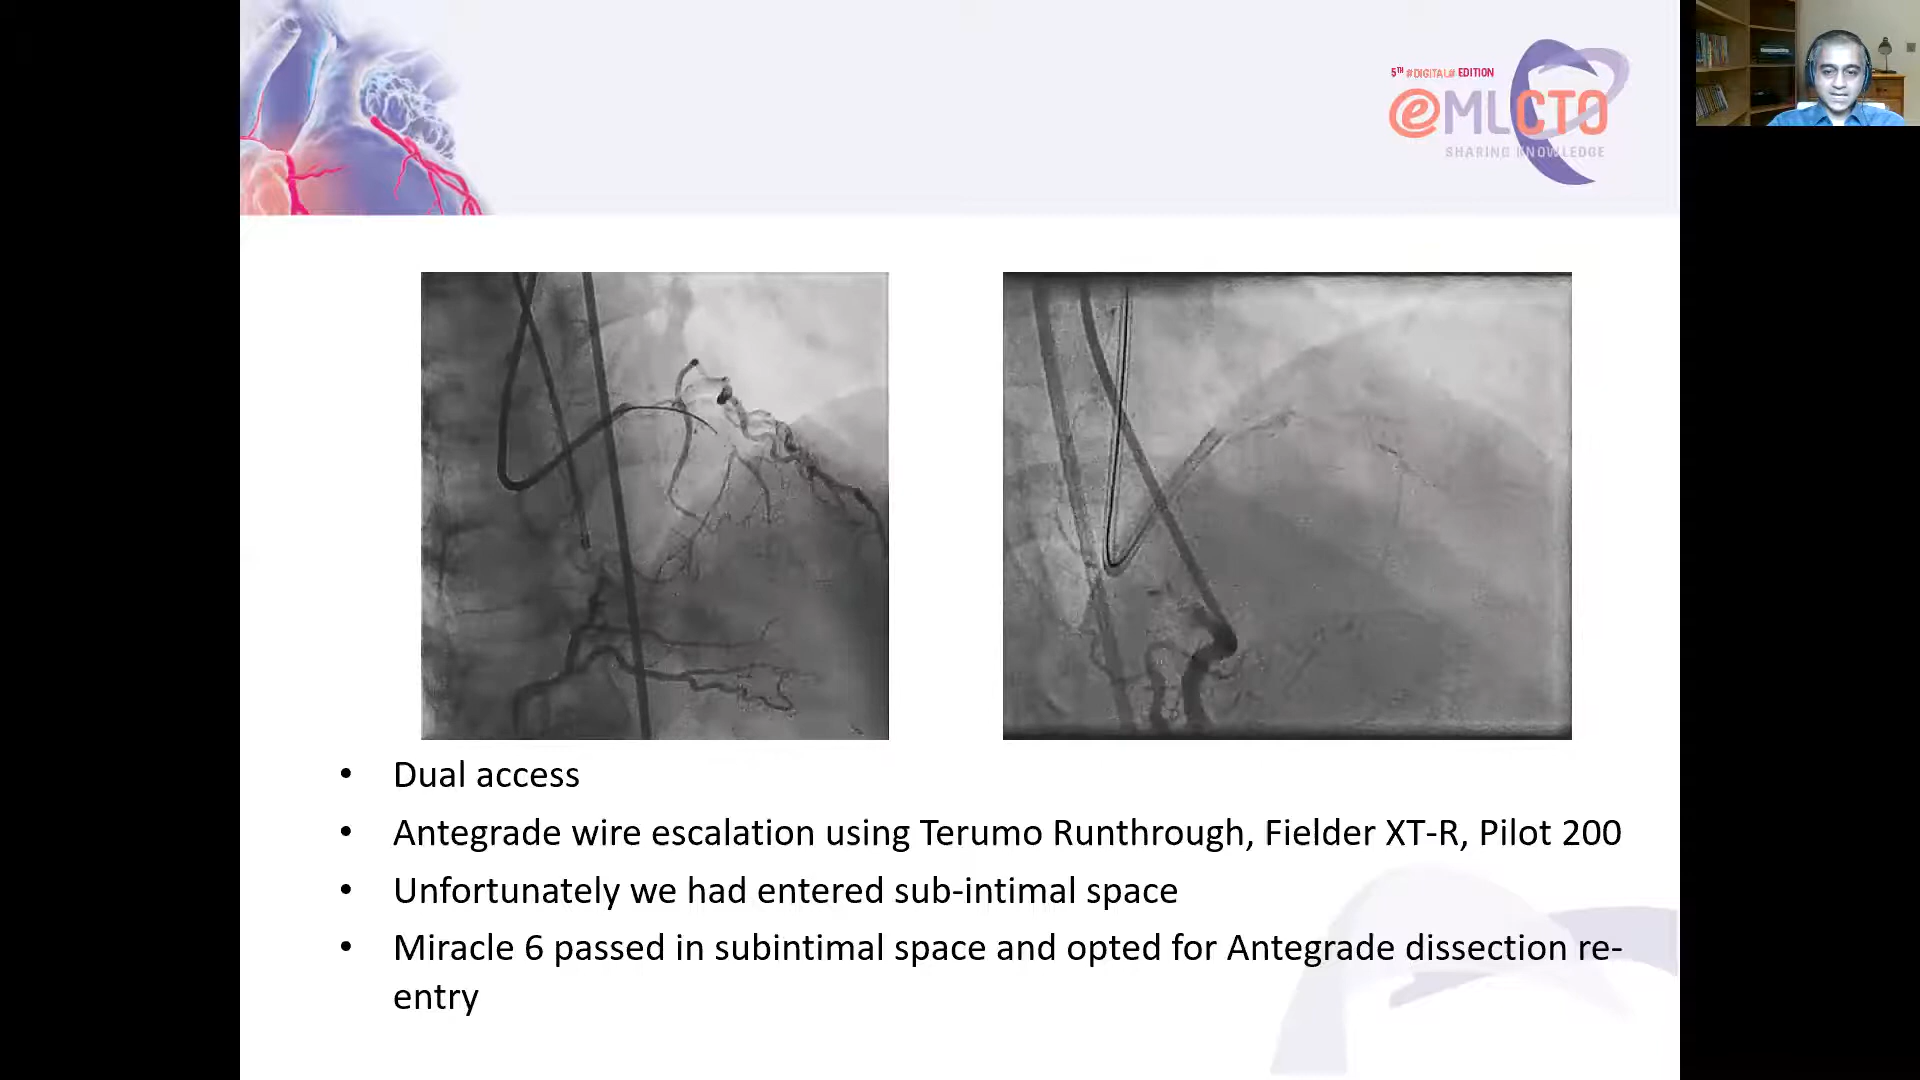 5TH #DIGITAL# EDITION
@MLCTO
SHARING KNOWLEDGE
• Dual access
• Antegrade wire escalation using Terumo Runthrough, Fielder XT-R, Pilot 200
• Unfortunately we had entered sub-intimal space
• Miracle 6 passed in subintimal space and opted for Antegrade dissection re-
entry